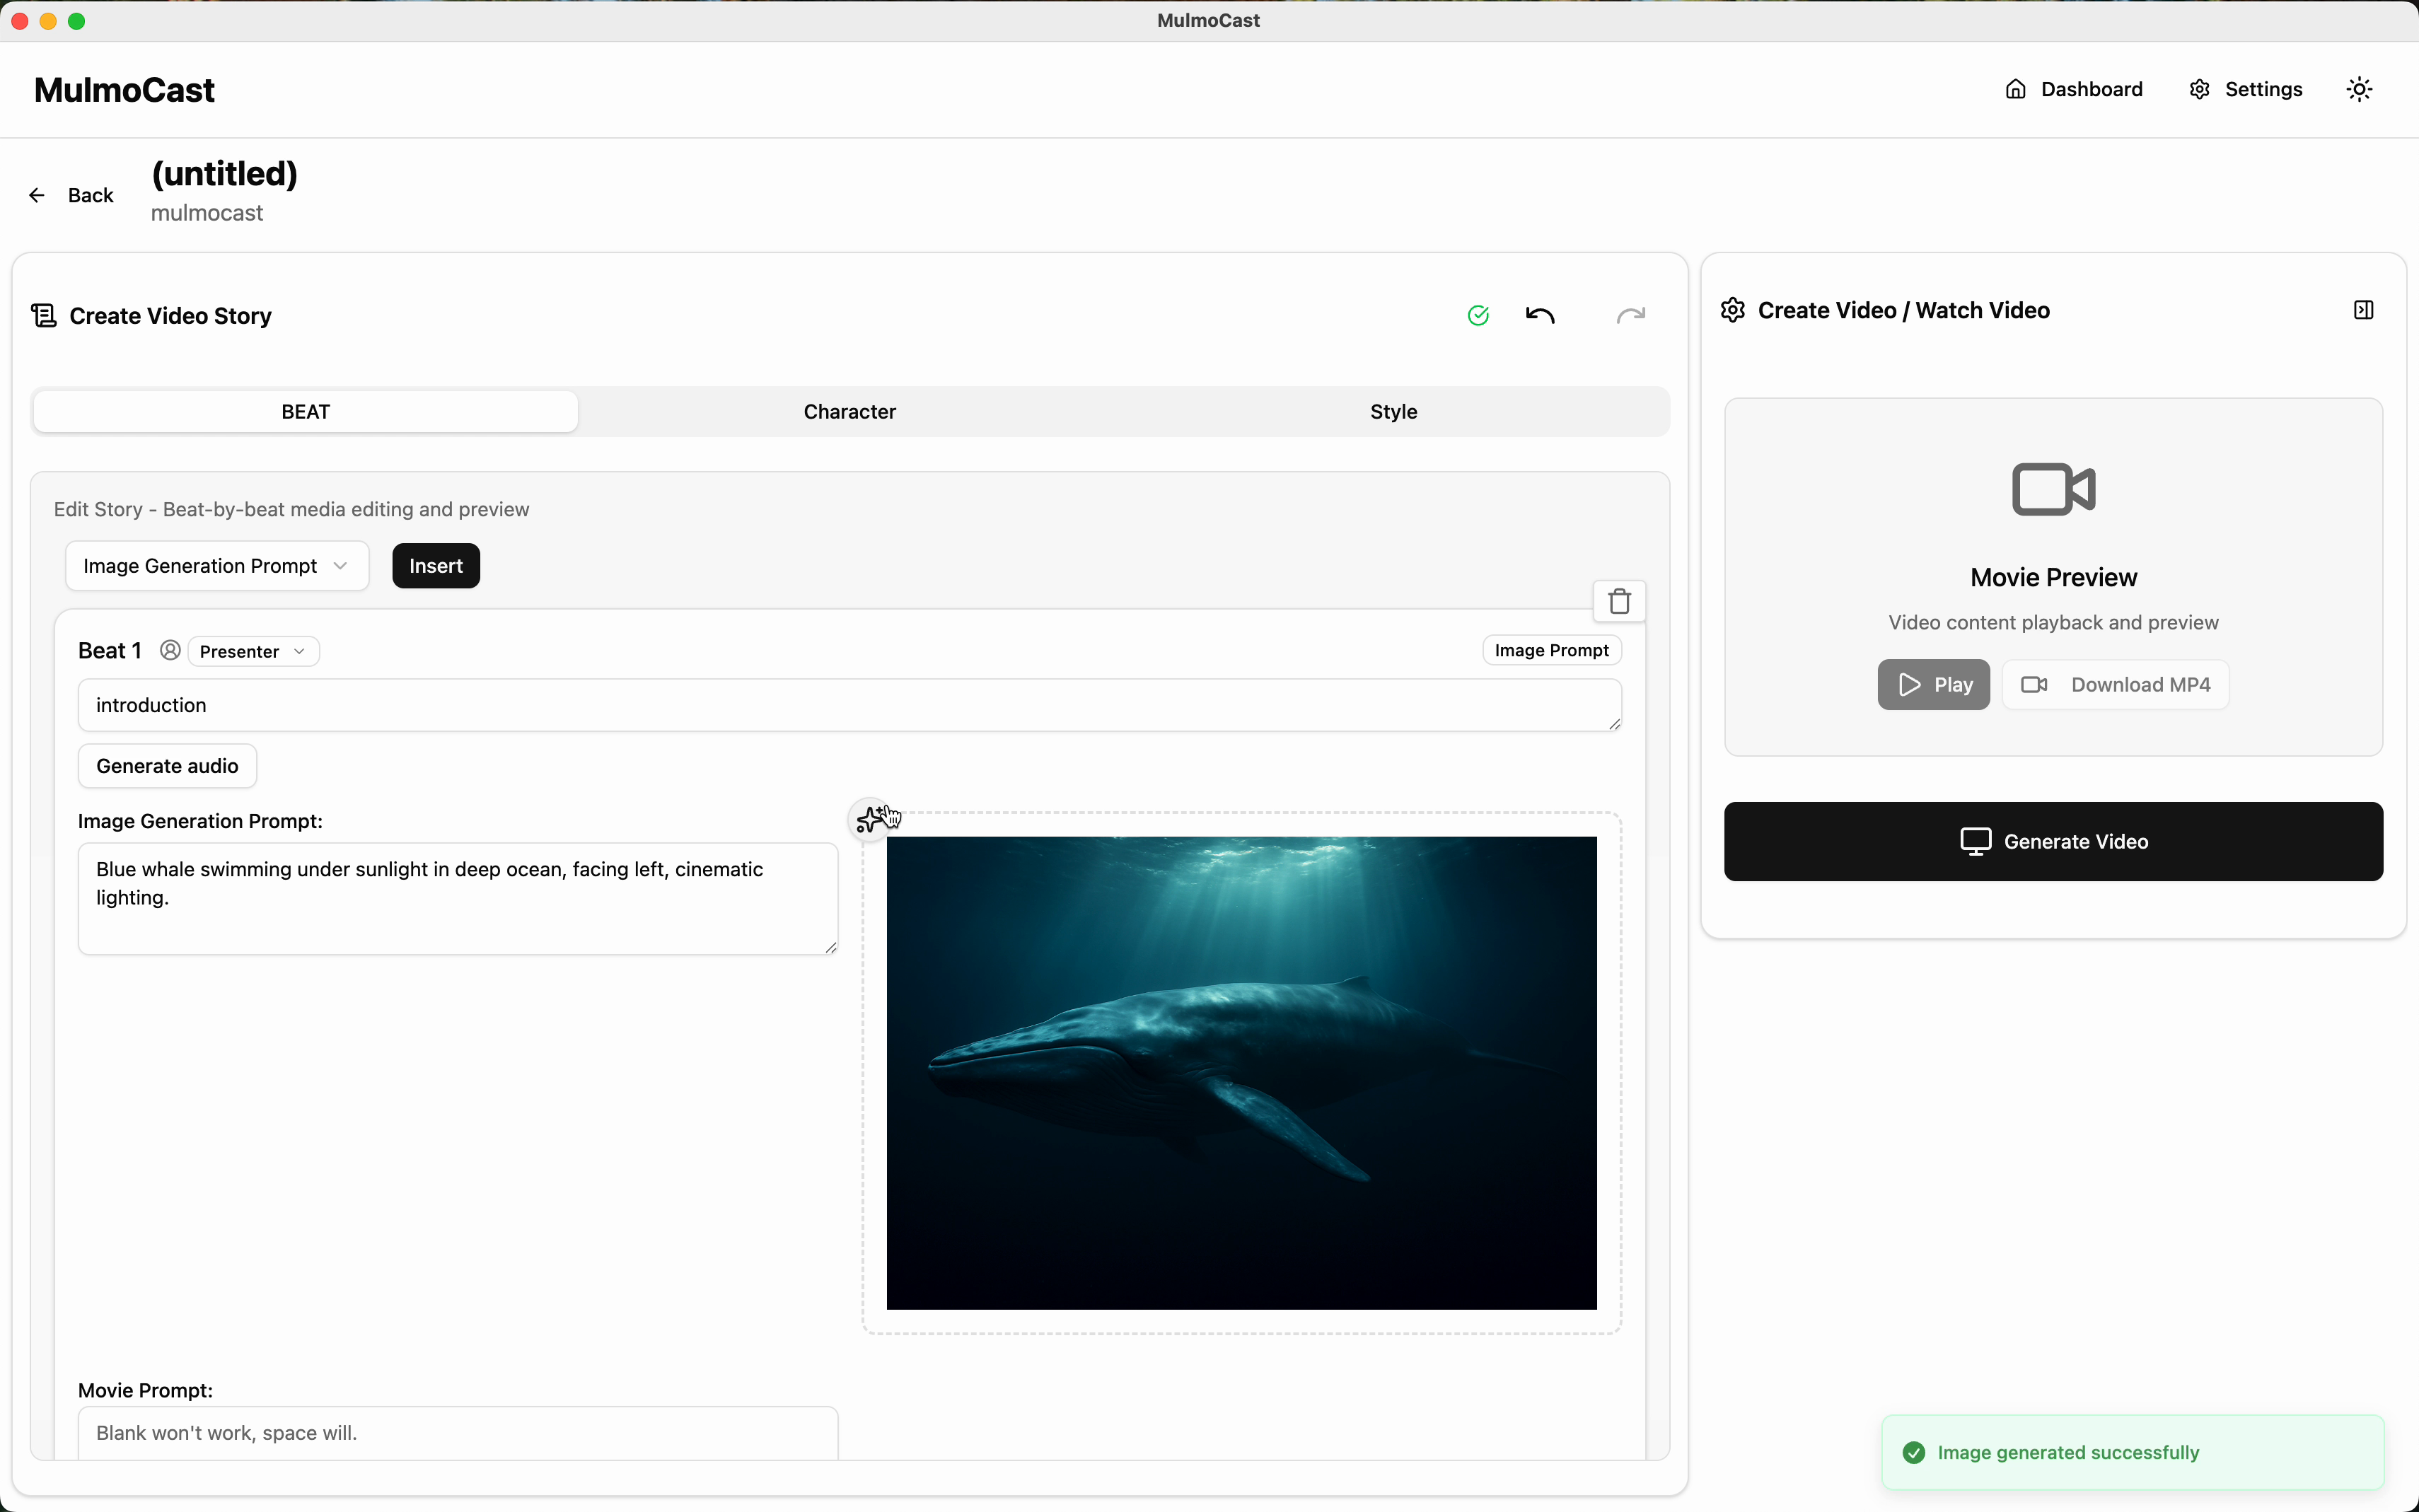 MulmoCast
MulmoCast
Dashboard
Settings
Back
(untitled)
mulmocast
Create Video Story
BEAT
Character
Style
Edit Story - Beat-by-beat media editing and preview
Image Generation Prompt
Insert
Beat 1
Presenter
Image Prompt
introduction
Generate audio
Image Generation Prompt:
Blue whale swimming under sunlight in deep ocean, facing left, cinematic
lighting.
Movie Prompt:
Blank won't work, space will.
Create Video / Watch Video
Movie Preview
Video content playback and preview
Play
Download MP4
Generate Video
Image generated successfully